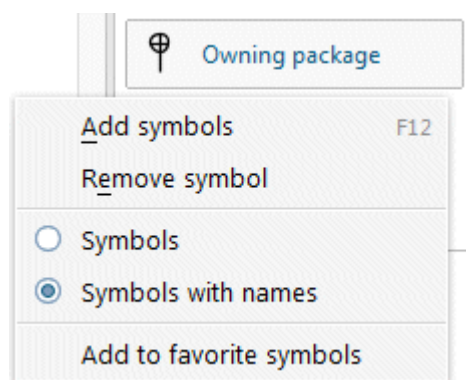 Owning package
Add symbols F12
Remove symbol
Symbols
Symbols with names
Add to favorite symbols